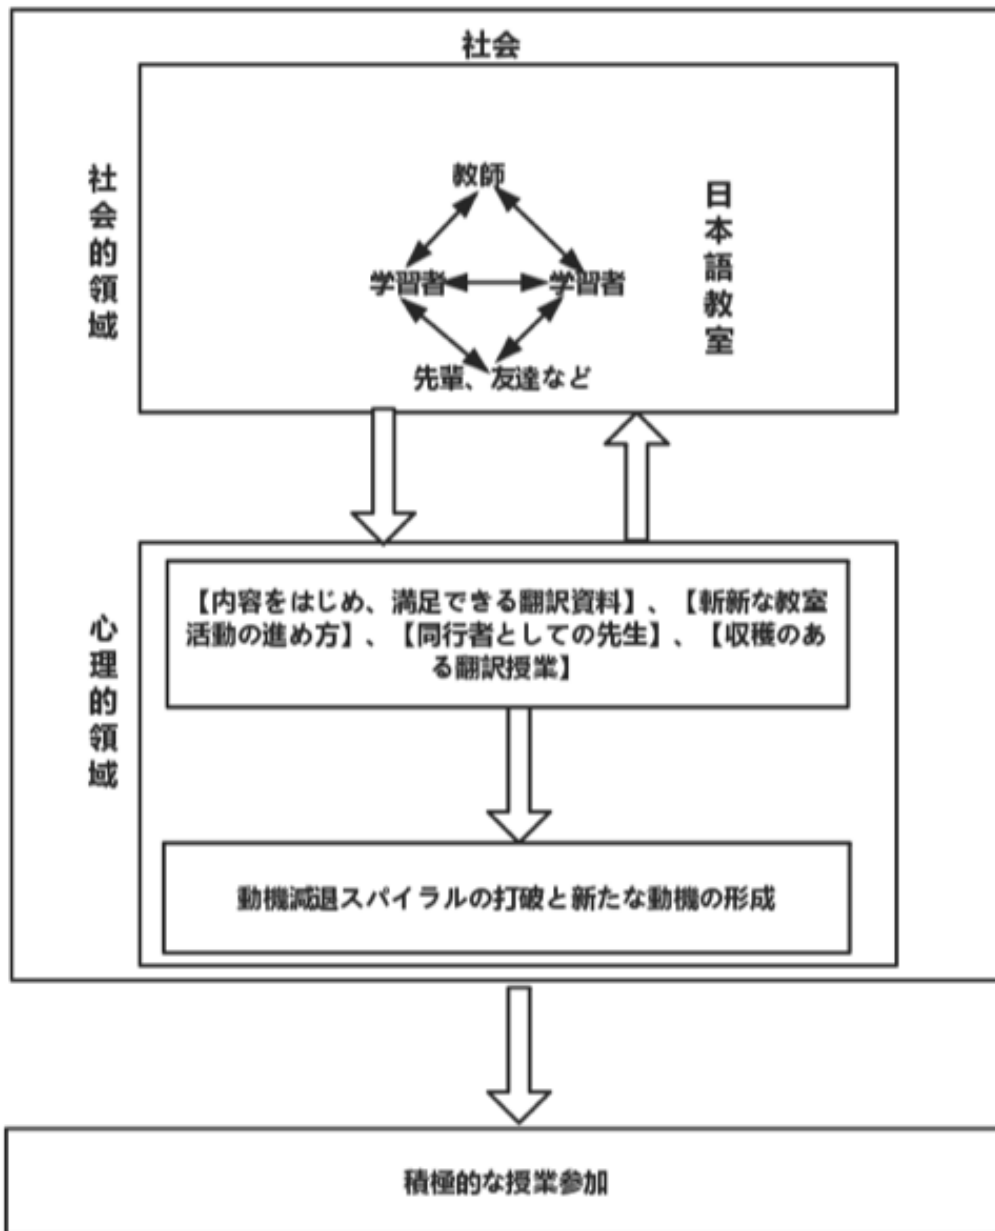 社会
社会的領域
教師
日本語教室
学習者
学習者
先輩、友達など
心理的領域
【内容をはじめ、満足できる翻訳資料】、【斬新な教室
活動の進め方】、【同行者としての先生】、【収穫のあ
る翻訳授業】
動機減退スパイラルの打破と新たな動機の形成
積極的な授業参加